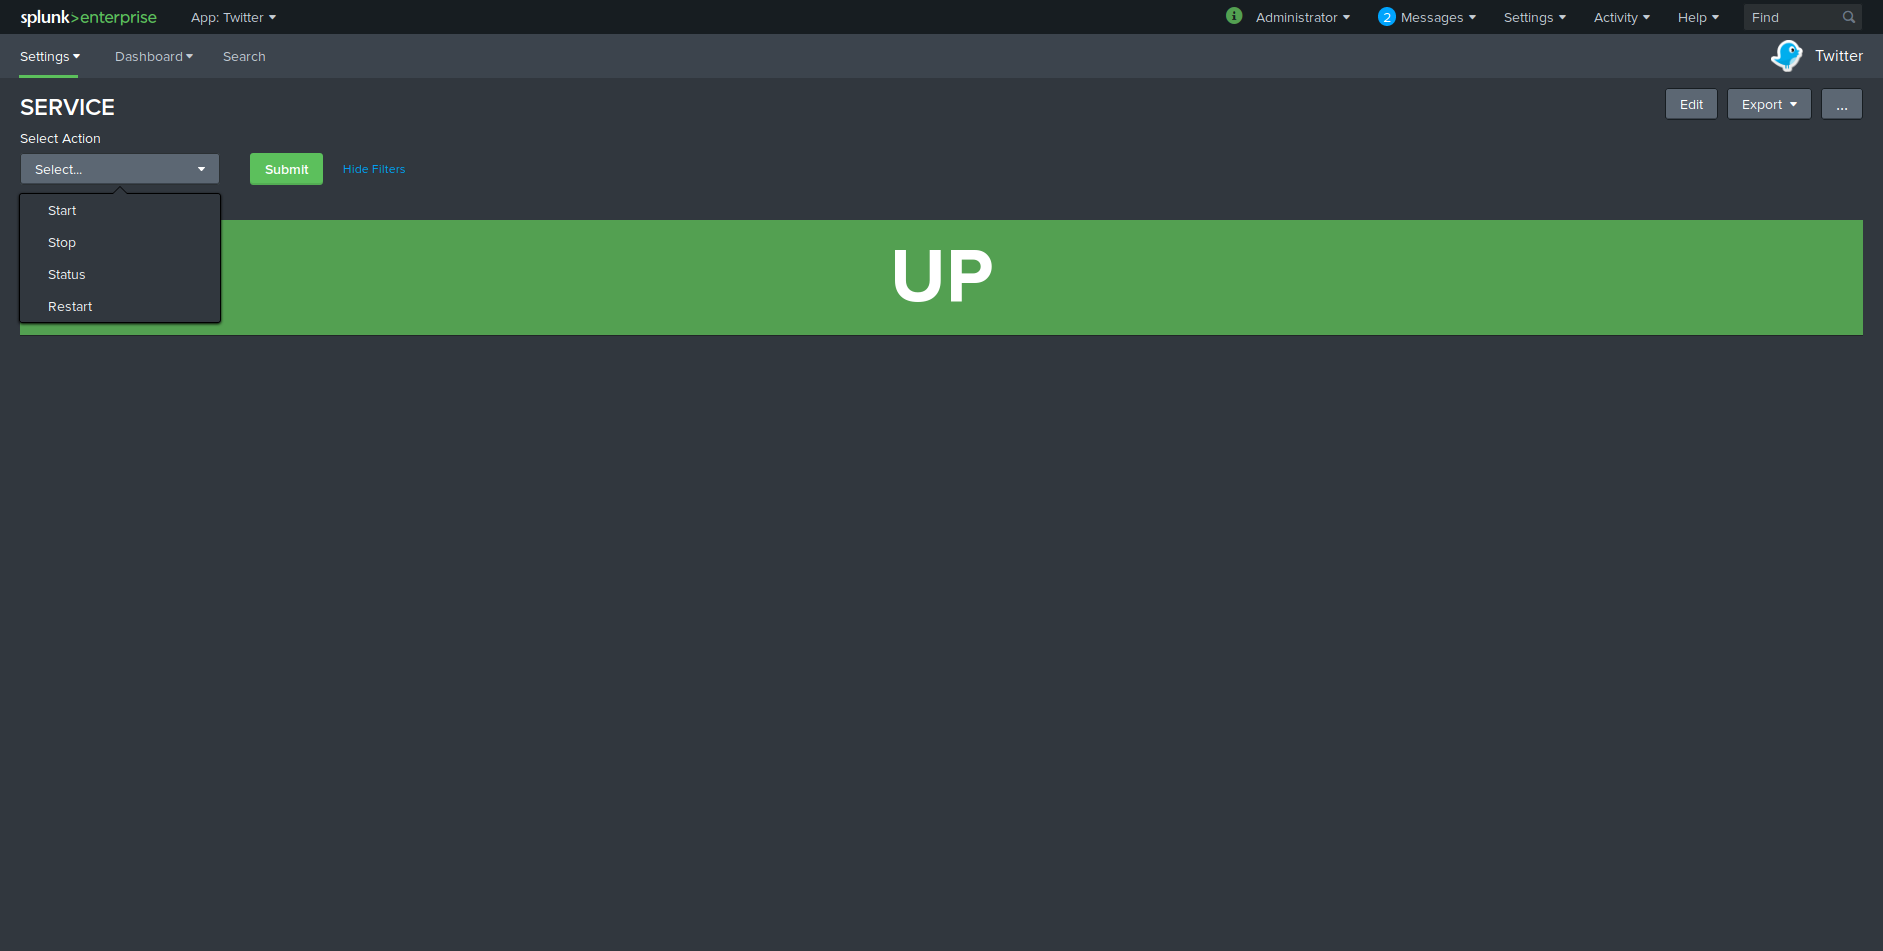 splunk>enterprise App: Twitter i Administrator 2 Messages Settings Activity Help Find
Settings Dashboard Search Twitter
SERVICE Edit Export ...
Select Action
Select... Submit Hide Filters
Start
Stop
Status
Restart
UP